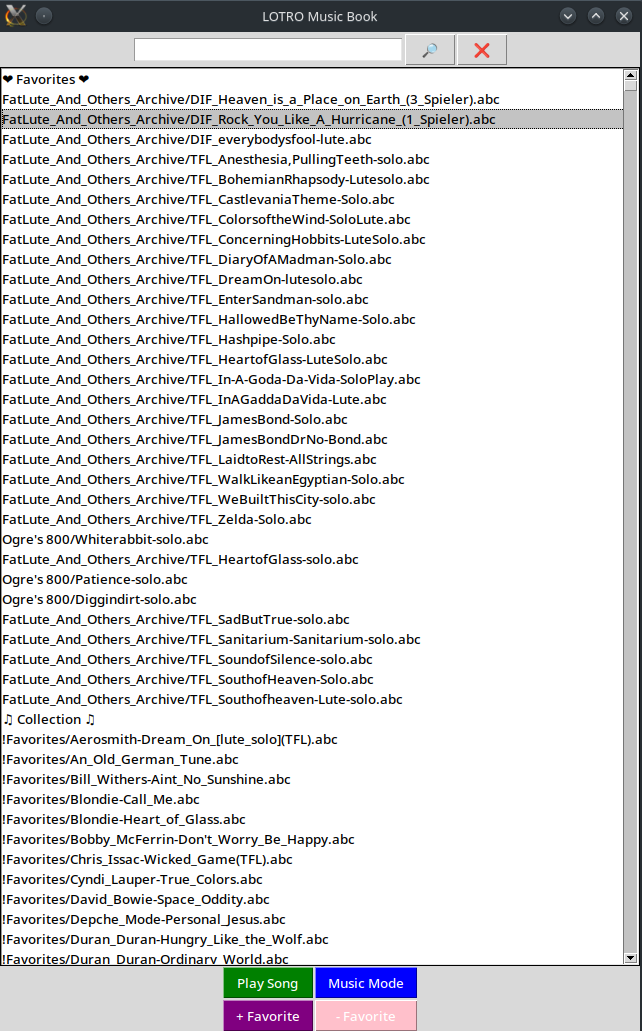 LOTRO Music Book
❤ Favorites ❤
FatLute_And_Others_Archive/DIF_Heaven_is_a_Place_on_Earth_(3_Spieler).abc
FatLute_And_Others_Archive/DIF_Rock_You_Like_A_Hurricane_(1_Spieler).abc
FatLute_And_Others_Archive/DIF_everybodysfool-lute.abc
FatLute_And_Others_Archive/TFL_Anesthesia,PullingTeeth-solo.abc
FatLute_And_Others_Archive/TFL_BohemianRhapsody-Lutesolo.abc
FatLute_And_Others_Archive/TFL_CastlevaniaTheme-Solo.abc
FatLute_And_Others_Archive/TFL_ColorsoftheWind-SoloLute.abc
FatLute_And_Others_Archive/TFL_ConcerningHobbits-LuteSolo.abc
FatLute_And_Others_Archive/TFL_DiaryOfAMadman-Solo.abc
FatLute_And_Others_Archive/TFL_DreamOn-lutesolo.abc
FatLute_And_Others_Archive/TFL_EnterSandman-solo.abc
FatLute_And_Others_Archive/TFL_HallowedBeThyName-Solo.abc
FatLute_And_Others_Archive/TFL_Hashpipe-Solo.abc
FatLute_And_Others_Archive/TFL_HeartofGlass-LuteSolo.abc
FatLute_And_Others_Archive/TFL_In-A-Goda-Da-Vida-SoloPlay.abc
FatLute_And_Others_Archive/TFL_InAGaddaDaVida-Lute.abc
FatLute_And_Others_Archive/TFL_JamesBond-Solo.abc
FatLute_And_Others_Archive/TFL_JamesBondDrNo-Bond.abc
FatLute_And_Others_Archive/TFL_LaidtoRest-AllStrings.abc
FatLute_And_Others_Archive/TFL_WalkLikeanEgyptian-Solo.abc
FatLute_And_Others_Archive/TFL_WeBuiltThisCity-solo.abc
FatLute_And_Others_Archive/TFL_Zelda-Solo.abc
Ogre's 800/Whiterabbit-solo.abc
FatLute_And_Others_Archive/TFL_HeartofGlass-solo.abc
Ogre's 800/Patience-solo.abc
Ogre's 800/Diggindirt-solo.abc
FatLute_And_Others_Archive/TFL_SadButTrue-solo.abc
FatLute_And_Others_Archive/TFL_Sanitarium-Sanitarium-solo.abc
FatLute_And_Others_Archive/TFL_SoundofSilence-solo.abc
FatLute_And_Others_Archive/TFL_SouthofHeaven-Solo.abc
FatLute_And_Others_Archive/TFL_Southofheaven-Lute-solo.abc
♫ Collection ♫
!Favorites/Aerosmith-Dream_On_[lute_solo](TFL).abc
!Favorites/An_Old_German_Tune.abc
!Favorites/Bill_Withers-Aint_No_Sunshine.abc
!Favorites/Blondie-Call_Me.abc
!Favorites/Blondie-Heart_of_Glass.abc
!Favorites/Bobby_McFerrin-Don't_Worry_Be_Happy.abc
!Favorites/Chris_Issac-Wicked_Game(TFL).abc
!Favorites/Cyndi_Lauper-True_Colors.abc
!Favorites/David_Bowie-Space_Oddity.abc
!Favorites/Depche_Mode-Personal_Jesus.abc
!Favorites/Duran_Duran-Hungry_Like_the_Wolf.abc
!Favorites/Duran_Duran-Ordinary_World.abc
Play Song
Music Mode
+ Favorite
- Favorite